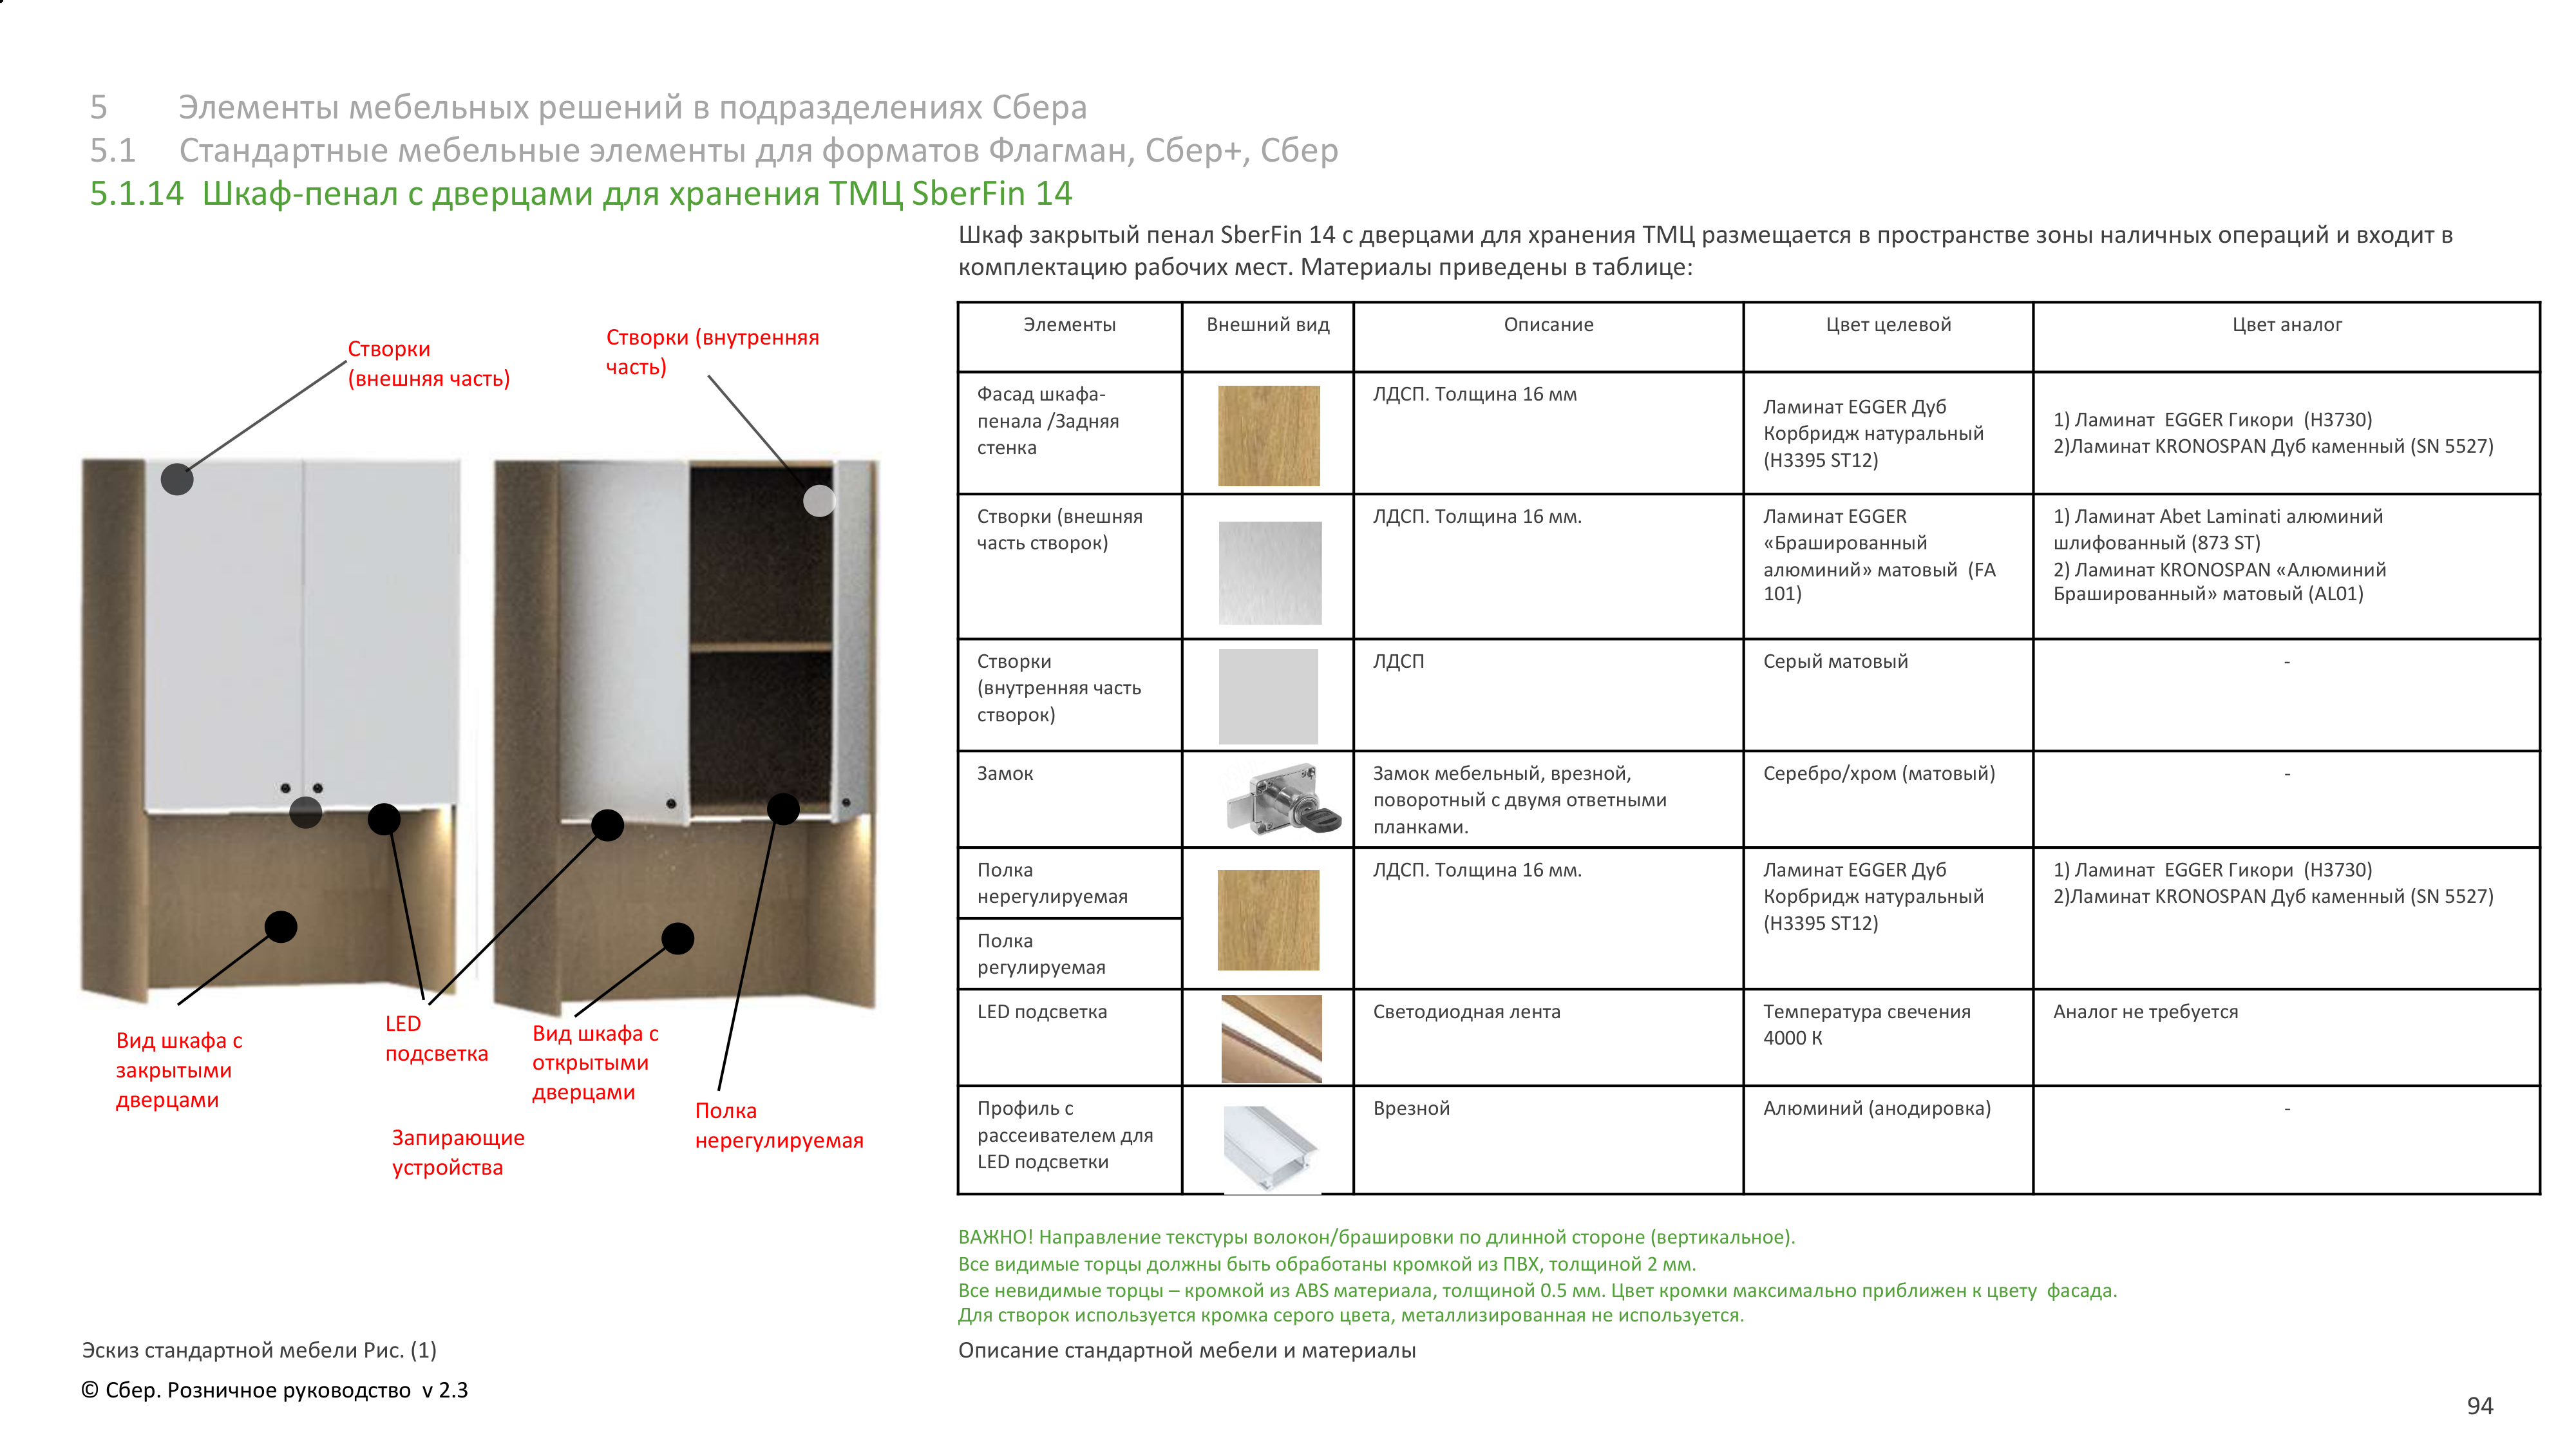 5 Элементы мебельных решений в подразделениях Сбера
5.1 Стандартные мебельные элементы для форматов Флагман, Сбер+, Сбер
5.1.14 Шкаф-пенал с дверцами для хранения ТМЦ SberFin 14
Шкаф закрытый пенал SberFin 14 с дверцами для хранения ТМЦ размещается в пространстве зоны наличных операций и входит в
комплектацию рабочих мест. Материалы приведены в таблице:
Створки
(внешняя часть)
Створки (внутренняя
часть)
Вид шкафа с
закрытыми
дверцами
LED
подсветка
Запирающие
устройства
Вид шкафа с
открытыми
дверцами
Полка
нерегулируемая
Элементы
Внешний вид
Описание
Цвет целевой
Цвет аналог
Фасад шкафа-
пенала /Задняя
стенка
ЛДСП. Толщина 16 мм
Ламинат EGGER Дуб
Корбридж натуральный
(H3395 ST12)
1) Ламинат EGGER Гикори (H3730)
2)Ламинат KRONOSPAN Дуб каменный (SN 5527)
Створки (внешняя
часть створок)
ЛДСП. Толщина 16 мм.
Ламинат EGGER
«Брашированный
алюминий» матовый (FA
101)
1) Ламинат Abet Laminati алюминий
шлифованный (873 ST)
2) Ламинат KRONOSPAN «Алюминий
Брашированный» матовый (AL01)
Створки
(внутренняя часть
створок)
ЛДСП
Серый матовый
-
Замок
Замок мебельный, врезной,
поворотный с двумя ответными
планками.
Серебро/хром (матовый)
-
Полка
нерегулируемая
Полка
регулируемая
ЛДСП. Толщина 16 мм.
Ламинат EGGER Дуб
Корбридж натуральный
(H3395 ST12)
1) Ламинат EGGER Гикори (H3730)
2)Ламинат KRONOSPAN Дуб каменный (SN 5527)
LED подсветка
Светодиодная лента
Температура свечения
4000 К
Аналог не требуется
Профиль с
рассеивателем для
LED подсветки
Врезной
Алюминий (анодировка)
-
ВАЖНО! Направление текстуры волокон/брашировки по длинной стороне (вертикальное).
Все видимые торцы должны быть обработаны кромкой из ПВХ, толщиной 2 мм.
Все невидимые торцы – кромкой из ABS материала, толщиной 0.5 мм. Цвет кромки максимально приближен к цвету фасада.
Для створок используется кромка серого цвета, металлизированная не используется.
Эскиз стандартной мебели Рис. (1)
Описание стандартной мебели и материалы
© Сбер. Розничное руководство v 2.3
94